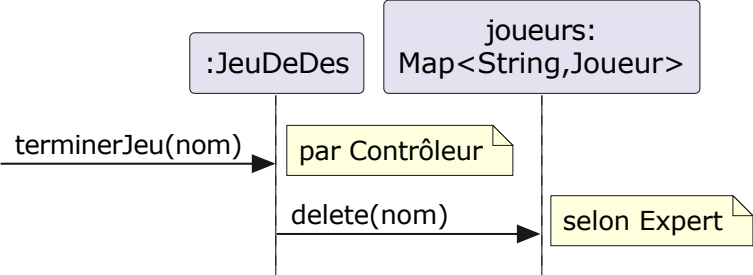 :JeuDeDes
joueurs:
Map<String,Joueur>
terminerJeu(nom)
par Contrôleur
delete(nom)
selon Expert